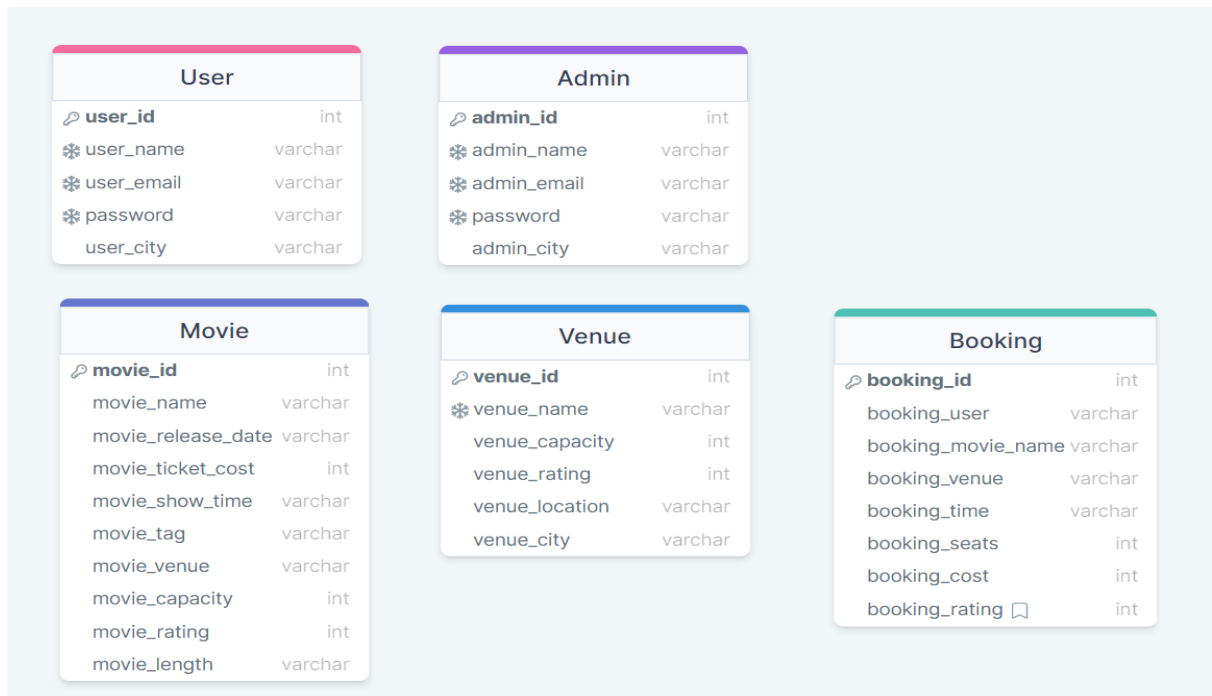 User
user_id int
user_name varchar
user_email varchar
password varchar
user_city varchar
Admin
admin_id int
admin_name varchar
admin_email varchar
password varchar
admin_city varchar
Movie
movie_id int
movie_name varchar
movie_release_date varchar
movie_ticket_cost int
movie_show_time varchar
movie_tag varchar
movie_venue varchar
movie_capacity int
movie_rating int
movie_length varchar
Venue
venue_id int
venue_name varchar
venue_capacity int
venue_rating int
venue_location varchar
venue_city varchar
Booking
booking_id int
booking_user varchar
booking_movie_name varchar
booking_venue varchar
booking_time varchar
booking_seats int
booking_cost int
booking_rating int